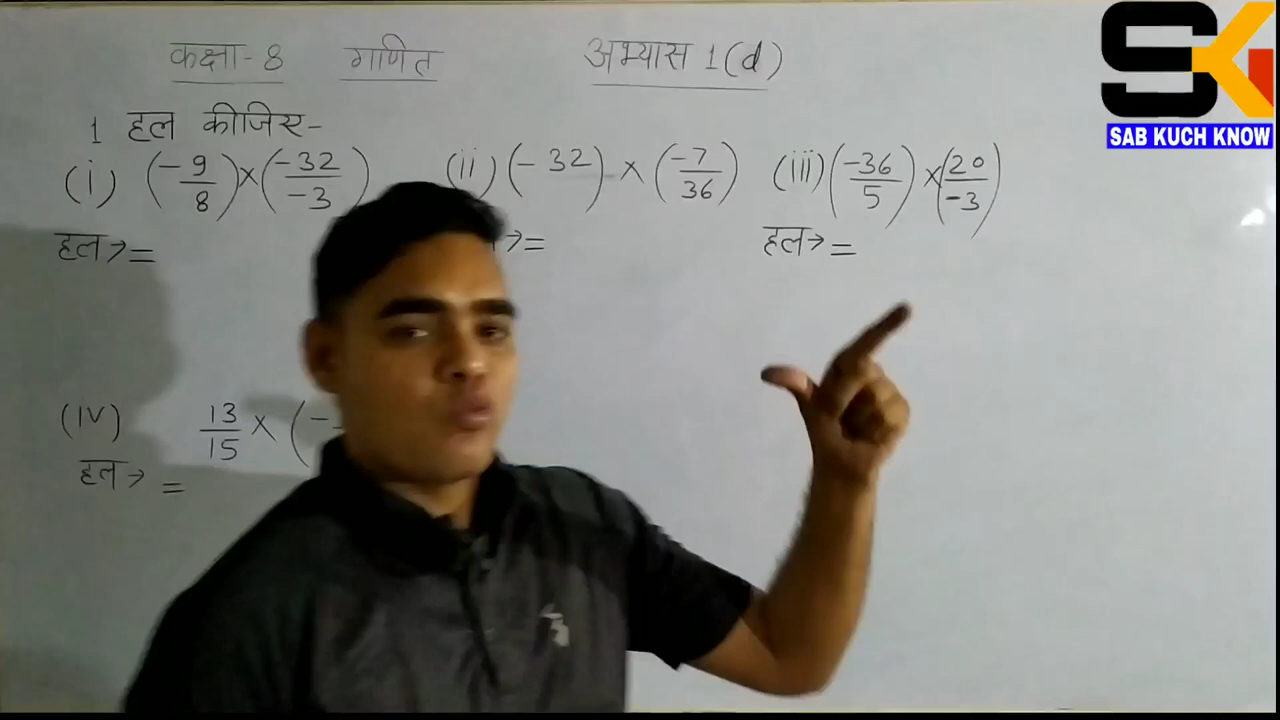 कक्षा-8 गणित अभ्यास 1(d)
SK
SAB KUCH KNOW
1 हल कीजिए-
(i) (-9/8)×(-32/-3) (ii) (-32) × (-7/36) (iii) (-36/5)×(20/-3)
हल→= →= हल→=
(iv) 13/15 × (-
हल→ =